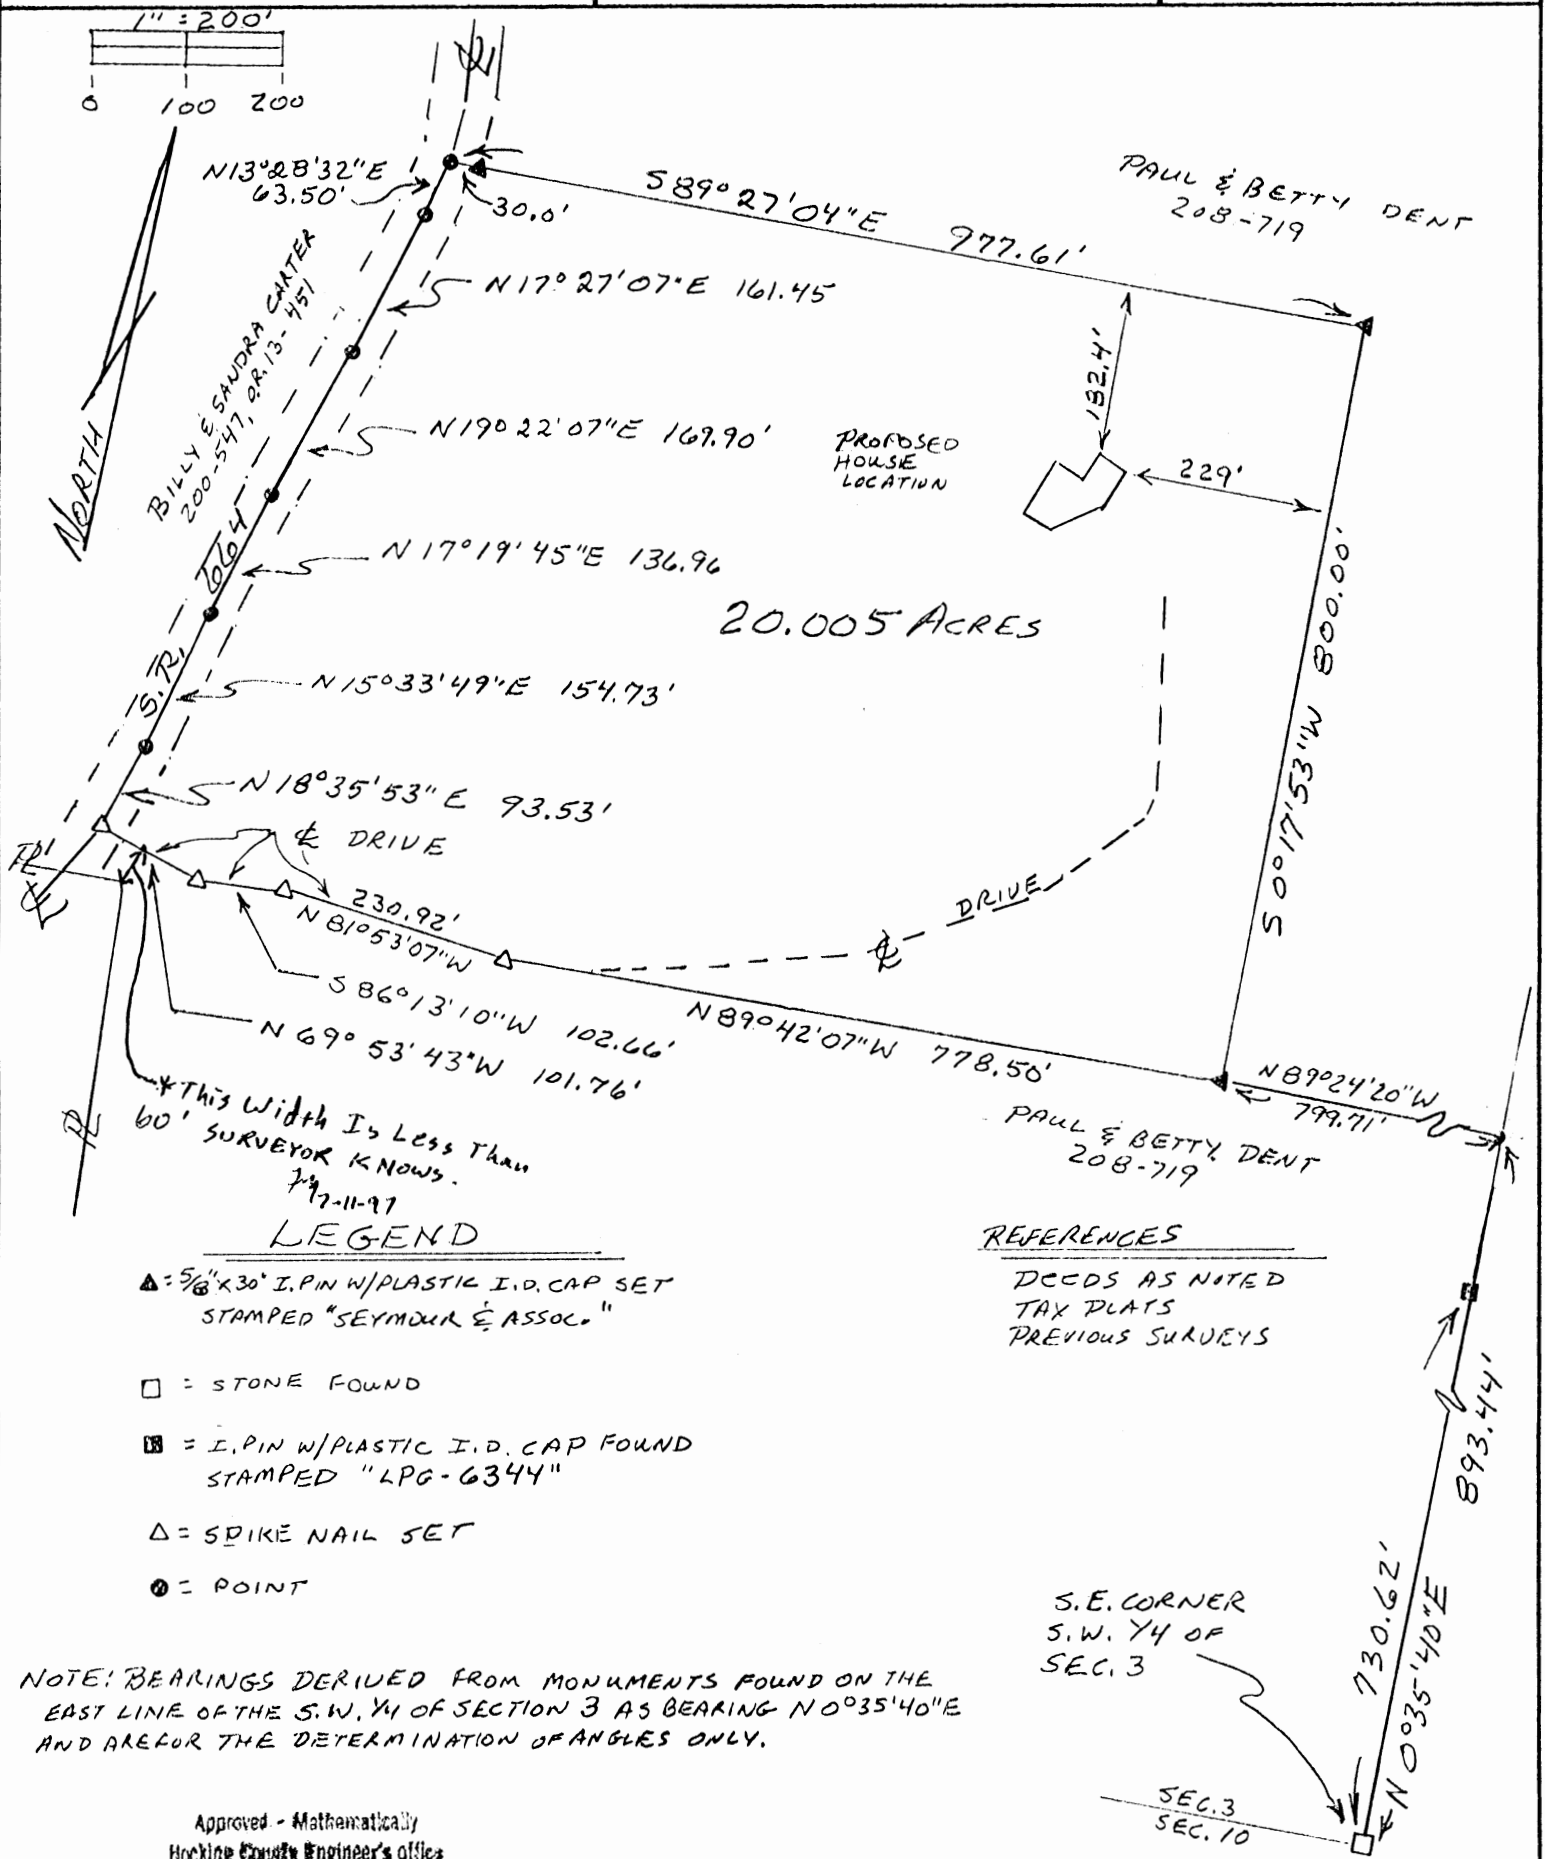 1" = 200'
0 100 200
NORTH
N13°28'32"E
63.50'
30.0'
S89°27'04"E 977.61'
PAUL & BETTY DENT
208-719
BILLY & SANDRA CARTER
200-547, O.R. 13-451
N17°27'07"E 161.45
N19°22'07"E 169.90'
PROPOSED
HOUSE
LOCATION
132.4'
229'
N17°19'45"E 136.96
20.005 ACRES
S.R. 664
N15°33'49"E 154.73'
S0°17'53"W 800.00'
N18°35'53"E 93.53'
℄ DRIVE
230.92'
N81°53'07"W
DRIVE
℄
S86°13'10"W 102.66'
N69°53'43"W 101.76'
N89°42'07"W 778.50'
N89°24'20"W
799.71'
*This Width Is Less Than
60' SURVEYOR KNOWS.
7-11-97
PAUL & BETTY DENT
208-719
LEGEND
▲ = 5/8" x 30" I.PIN W/PLASTIC I.D. CAP SET
STAMPED "SEYMOUR & ASSOC."
□ = STONE FOUND
= I.PIN W/PLASTIC I.D. CAP FOUND
STAMPED "LPG-6344"
△ = SPIKE NAIL SET
= POINT
REFERENCES
DEEDS AS NOTED
TAX PLATS
PREVIOUS SURVEYS
893.44'
730.62'
N0°35'40"E
S.E. CORNER
S.W. 1/4 OF
SEC. 3
SEC. 3
SEC. 10
NOTE: BEARINGS DERIVED FROM MONUMENTS FOUND ON THE
EAST LINE OF THE S.W. 1/4 OF SECTION 3 AS BEARING N0°35'40"E
AND ARE FOR THE DETERMINATION OF ANGLES ONLY.
Approved - Mathematically
Hocking County Engineer's office